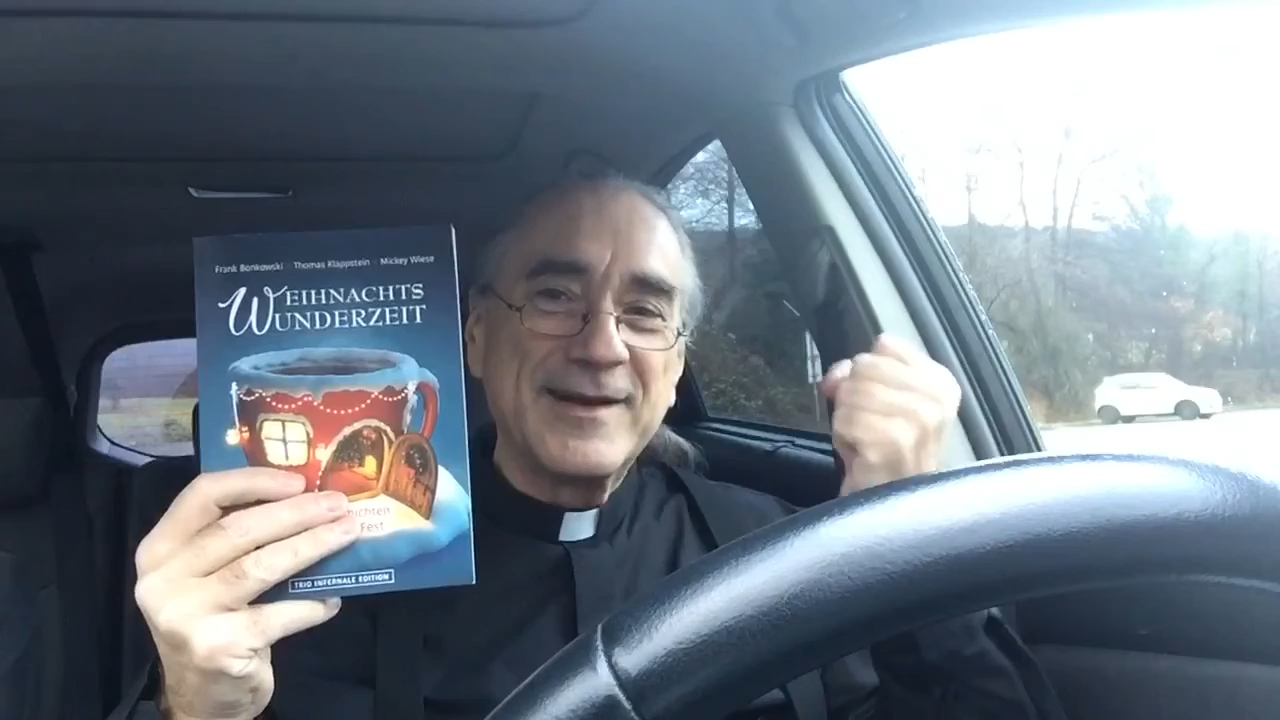 Frank Bonkowski Thomas Klappstein Mickey Wiese
WEIHNACHTS
WUNDERZEIT
Fest
TRIO INFERNALE EDITION